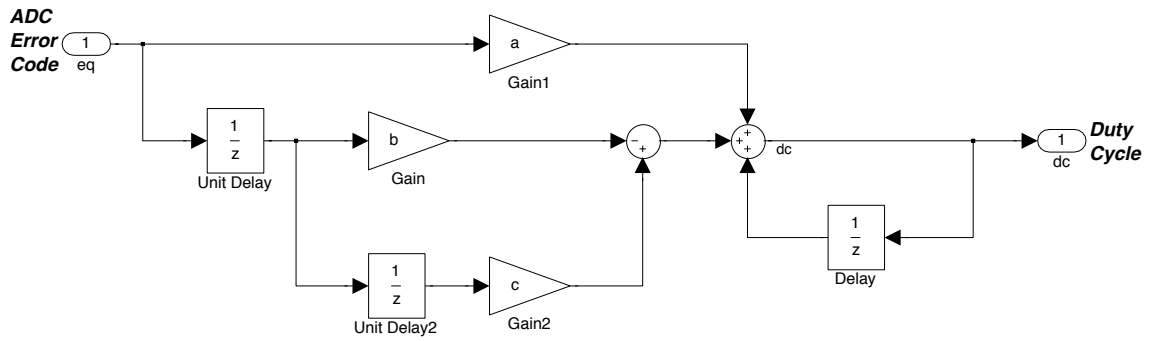 ADC
Error
Code
1
eq
a
Gain1
1
z
Unit Delay
b
Gain
-
+
+
+
+
dc
1
dc
Duty
Cycle
1
z
Delay
1
z
Unit Delay2
c
Gain2